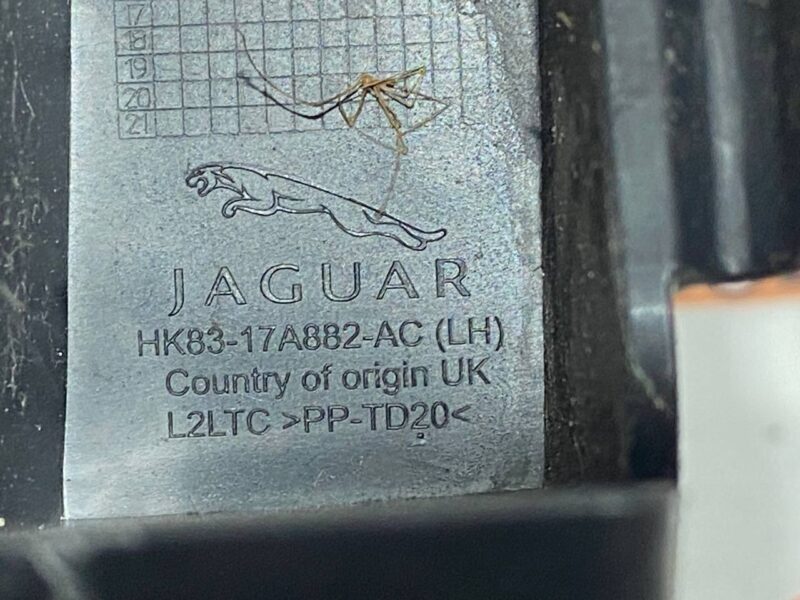 17
18
19
20
21
JAGUAR
HK83-17A882-AC (LH)
Country of origin UK
L2LTC >PP-TD20<